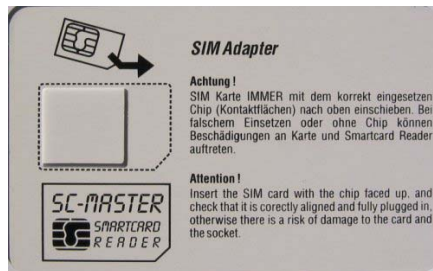 SIM Adapter
Achtung !
SIM Karte IMMER mit dem korrekt eingesetzen
Chip (Kontaktflächen) nach oben einschieben. Bei
falschem Einsetzen oder ohne Chip können
Beschädigungen an Karte und Smartcard Reader
auftreten.
Attention !
Insert the SIM card with the chip faced up, and
check that it is corectly aligned and fully plugged in,
otherwise there is a risk of damage to the card and
the socket.
SC-MASTER
SMARTCARD
READER